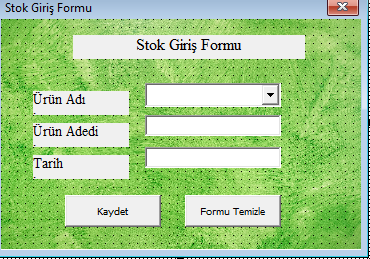 Stok Giriş Formu
Stok Giriş Formu
Ürün Adı
Ürün Adedi
Tarih
Kaydet
Formu Temizle